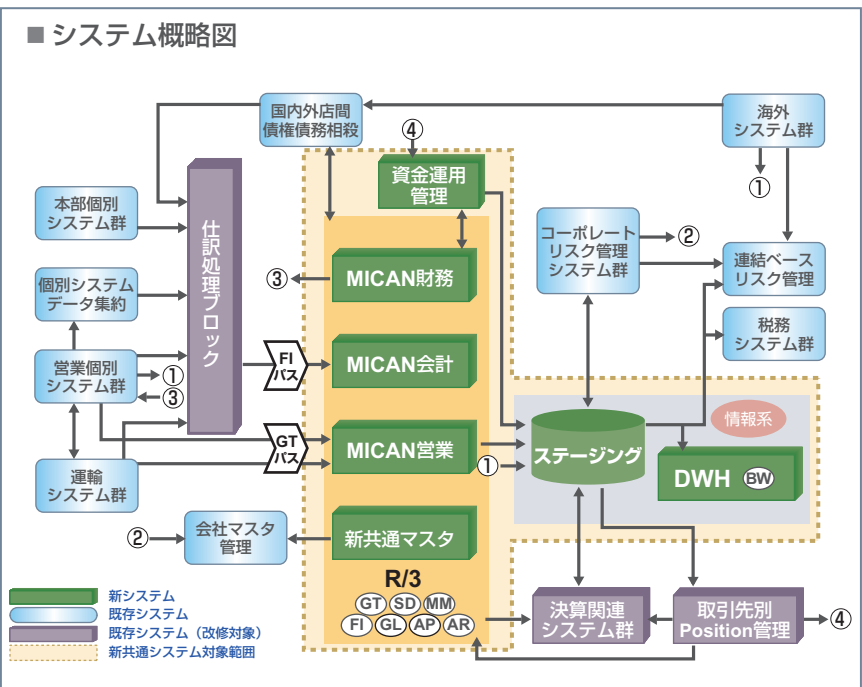 ■ システム概略図
国内外店間
債権債務相殺
海外
システム群
④
①
資金運用
管理
本部個別
システム群
仕訳処理ブロック
コーポレート
リスク管理
システム群
②
連結ベース
リスク管理
③
MICAN財務
個別システム
データ集約
税務
システム群
FI
パス
MICAN会計
営業個別
システム群
①
③
情報系
GT
パス
MICAN営業
①
ステージング
DWH
BW
運輸
システム群
②
会社マスタ
管理
新共通マスタ
R/3
GT SD MM
FI GL AP AR
決算関連
システム群
取引先別
Position管理
④
新システム
既存システム
既存システム（改修対象）
新共通システム対象範囲